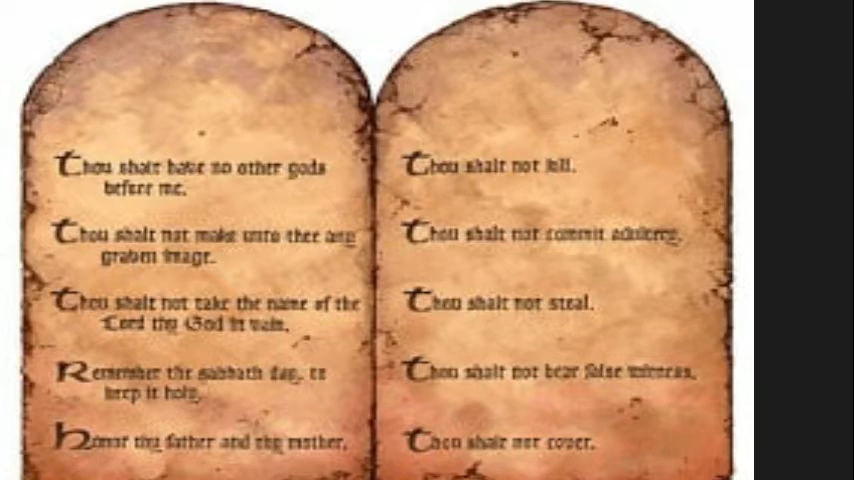 Thou shalt have no other gods
before me.
Thou shalt not make unto thee any
graven image.
Thou shalt not take the name of the
Lord thy God in vain.
Remember the sabbath day, to
keep it holy.
Honor thy father and thy mother.
Thou shalt not kill.
Thou shalt not commit adultery.
Thou shalt not steal.
Thou shalt not bear false witness.
Thou shalt not covet.